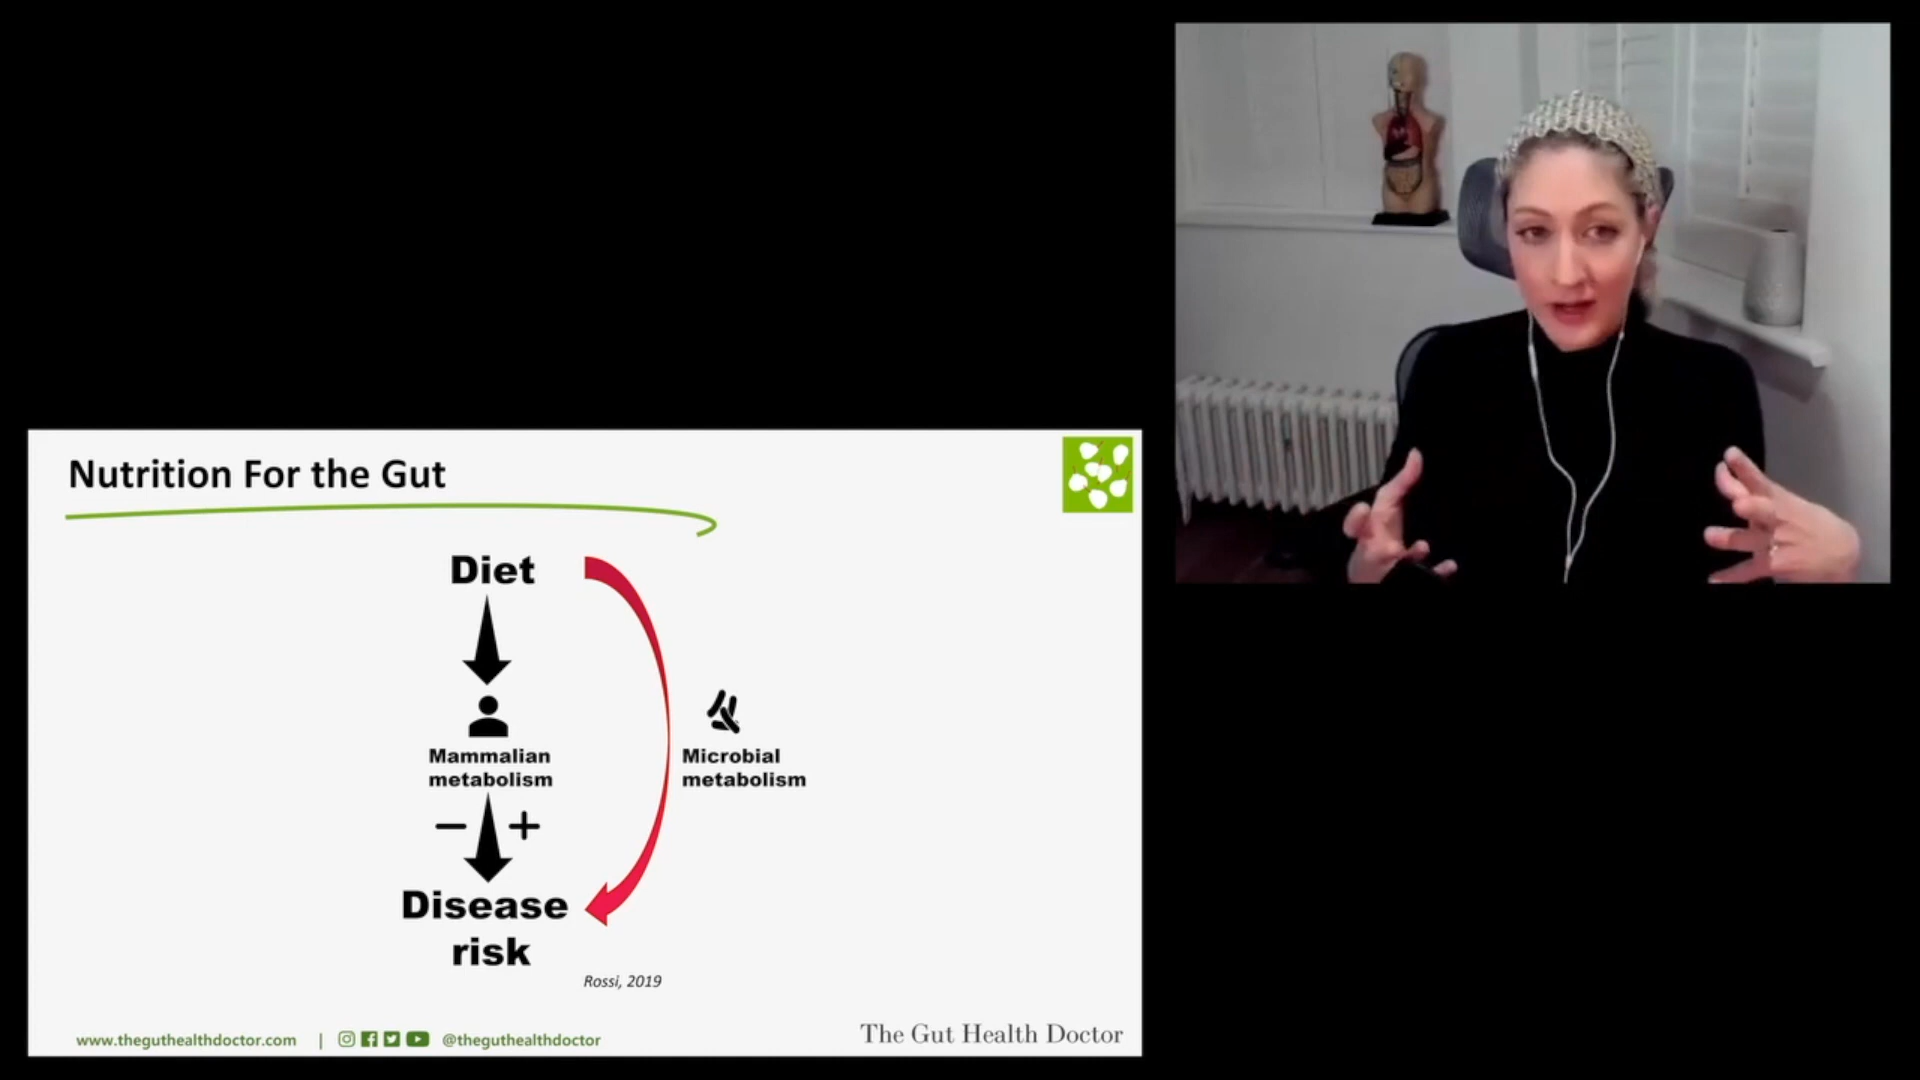 Nutrition For the Gut
Diet
Mammalian
metabolism
Microbial
metabolism
− +
Disease
risk
Rossi, 2019
www.theguthealthdoctor.com | @theguthealthdoctor
The Gut Health Doctor